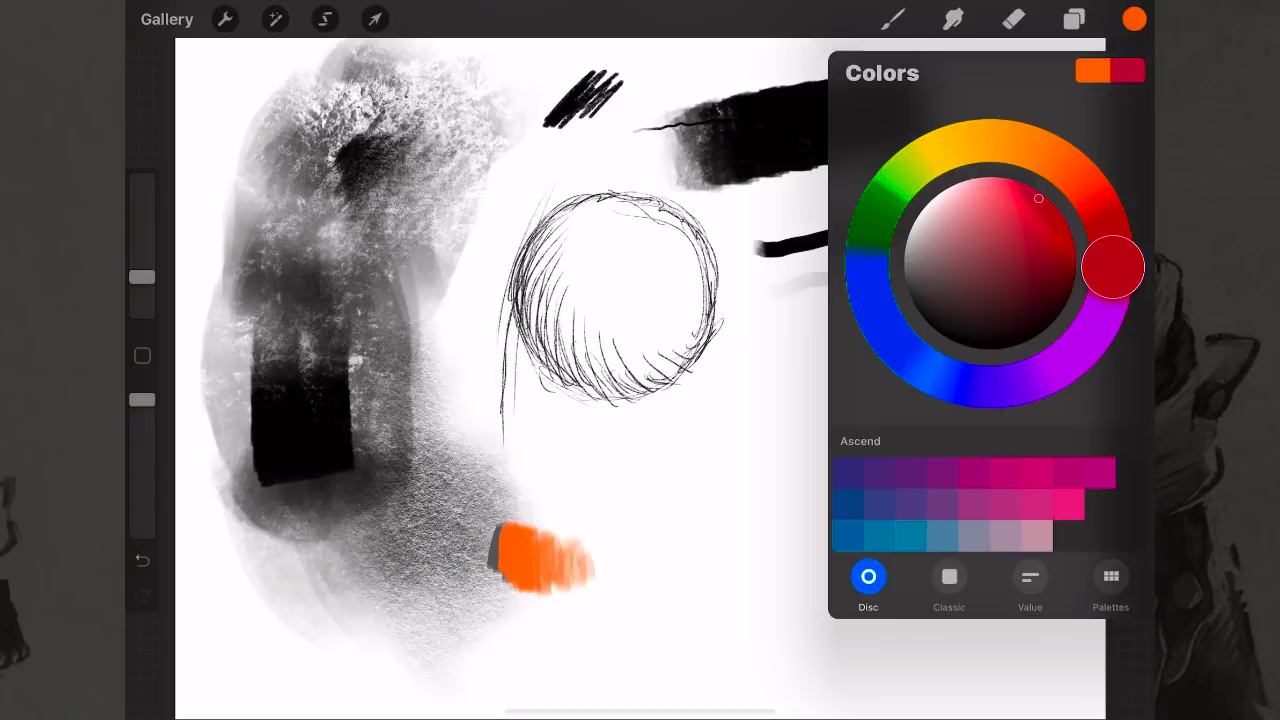 Gallery
Colors
Ascend
Disc
Classic
Value
Palettes